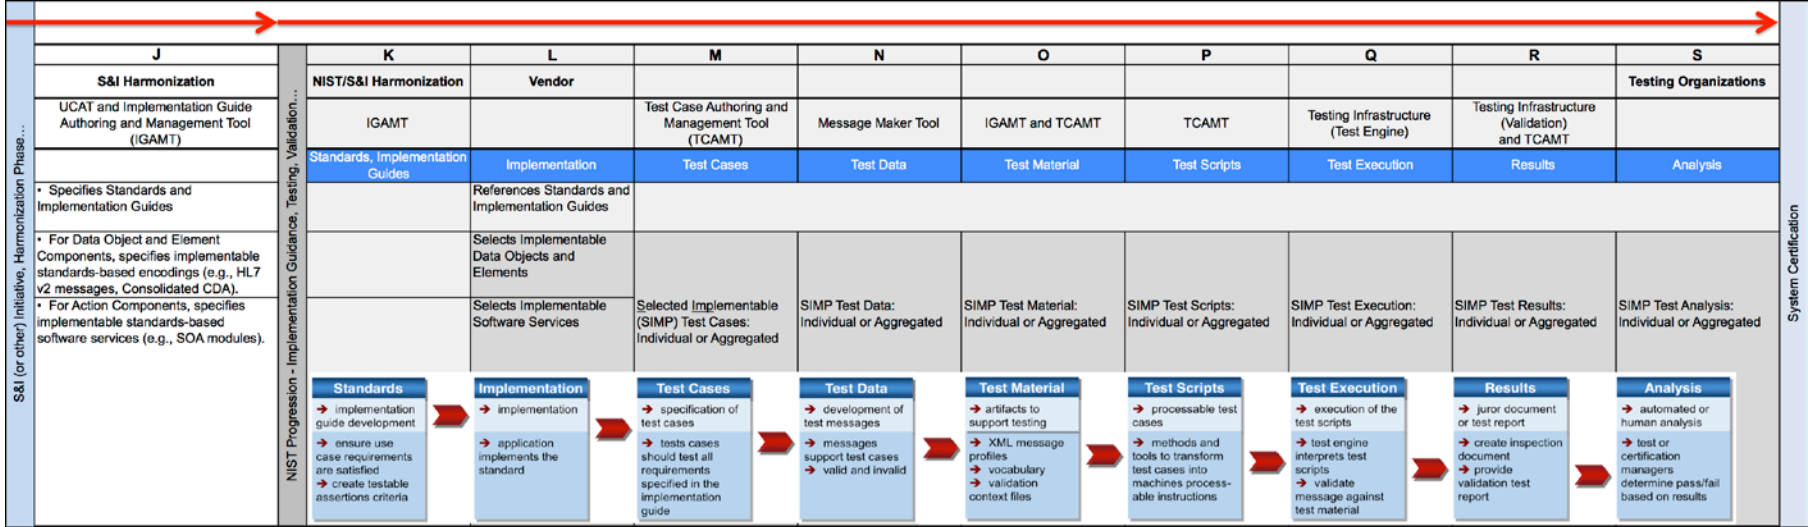 S&I (or other) Initiative, Harmonization Phase...
J
S&I Harmonization
UCAT and Implementation Guide
Authoring and Management Tool
(IGAMT)
• Specifies Standards and
Implementation Guides
• For Data Object and Element
Components, specifies implementable
standards-based encodings (e.g., HL7
v2 messages, Consolidated CDA).
• For Action Components, specifies
implementable standards-based
software services (e.g., SOA modules).
NIST Progression - Implementation Guidance, Testing, Validation...
K
NIST/S&I Harmonization
IGAMT
Standards, Implementation
Guides
L
Vendor
Implementation
References Standards and
Implementation Guides
Selects Implementable
Data Objects and
Elements
Selects Implementable
Software Services
M
Test Case Authoring and
Management Tool
(TCAMT)
Test Cases
Selected Implementable
(SIMP) Test Cases:
Individual or Aggregated
N
Message Maker Tool
Test Data
SIMP Test Data:
Individual or Aggregated
O
IGAMT and TCAMT
Test Material
SIMP Test Material:
Individual or Aggregated
P
TCAMT
Test Scripts
SIMP Test Scripts:
Individual or Aggregated
Q
Testing Infrastructure
(Test Engine)
Test Execution
SIMP Test Execution:
Individual or Aggregated
R
Testing Infrastructure
(Validation)
and TCAMT
Results
SIMP Test Results:
Individual or Aggregated
S
Testing Organizations
Analysis
SIMP Test Analysis:
Individual or Aggregated
Standards
➔ implementation
guide development
➔ ensure use
case requirements
are satisfied
➔ create testable
assertions criteria
Implementation
➔ implementation
➔ application
implements the
standard
Test Cases
➔ specification of
test cases
➔ tests cases
should test all
requirements
specified in the
implementation
guide
Test Data
➔ development of
test messages
➔ messages
support test cases
➔ valid and invalid
Test Material
➔ artifacts to
support testing
➔ XML message
profiles
➔ vocabulary
➔ validation
context files
Test Scripts
➔ processable test
cases
➔ methods and
tools to transform
test cases into
machines process-
able instructions
Test Execution
➔ execution of the
test scripts
➔ test engine
interprets test
scripts
➔ validate
message against
test material
Results
➔ juror document
or test report
➔ create inspection
document
➔ provide
validation test
report
Analysis
➔ automated or
human analysis
➔ test or
certification
managers
determine pass/fail
based on results
System Certification